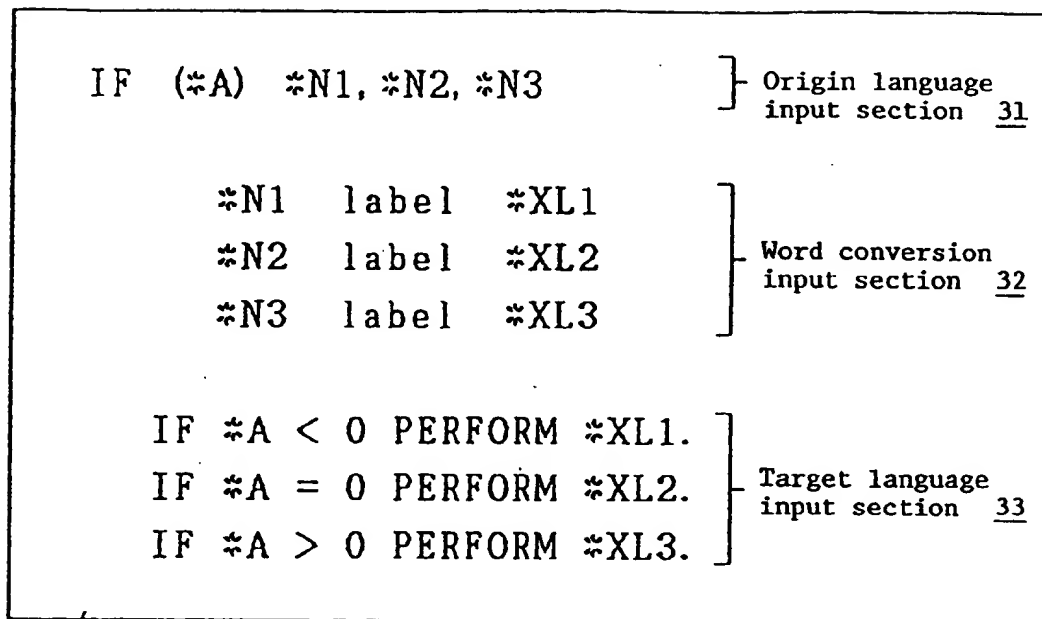 IF (*A) *N1, *N2, *N3
Origin language
input section 31
*N1 label *XL1
*N2 label *XL2
*N3 label *XL3
Word conversion
input section 32
IF *A < 0 PERFORM *XL1.
IF *A = 0 PERFORM *XL2.
IF *A > 0 PERFORM *XL3.
Target language
input section 33